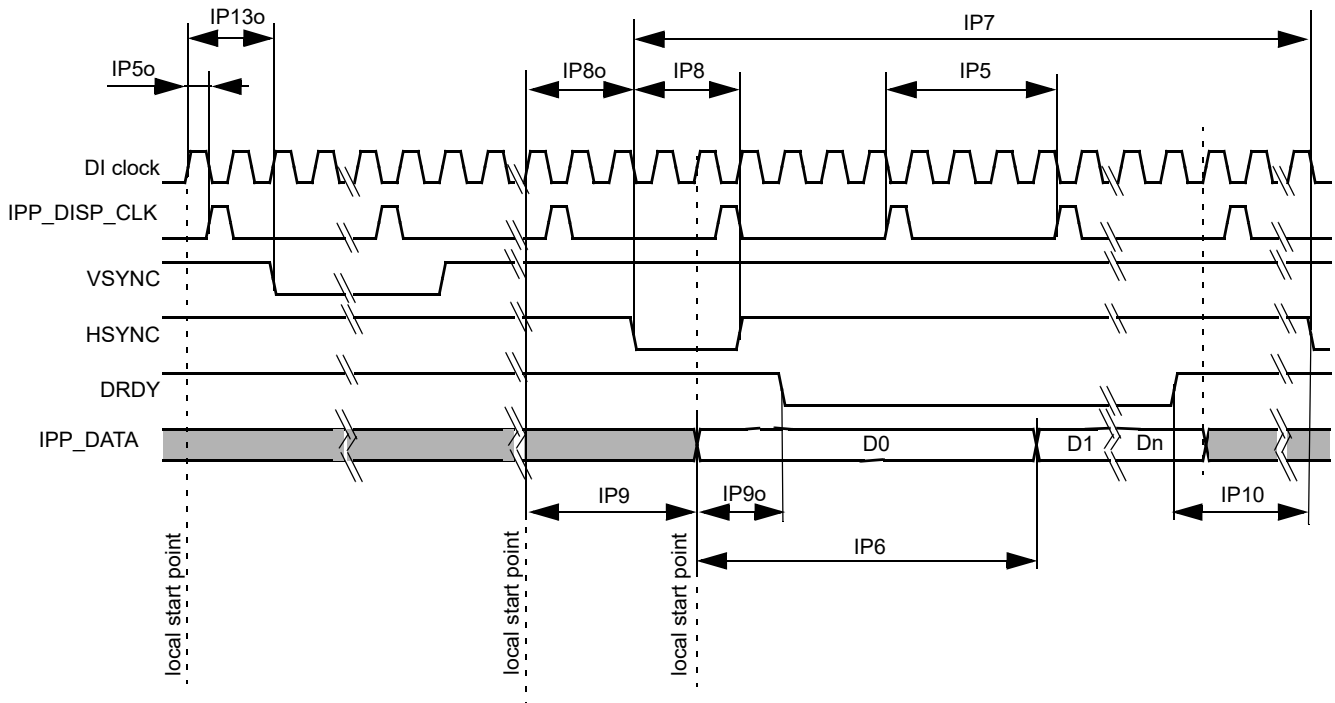 IP13o
IP7
IP5o
IP8o
IP8
IP5
DI clock
IPP_DISP_CLK
VSYNC
HSYNC
DRDY
IPP_DATA
D0
D1
Dn
IP9
IP9o
IP10
IP6
local start point
local start point
local start point